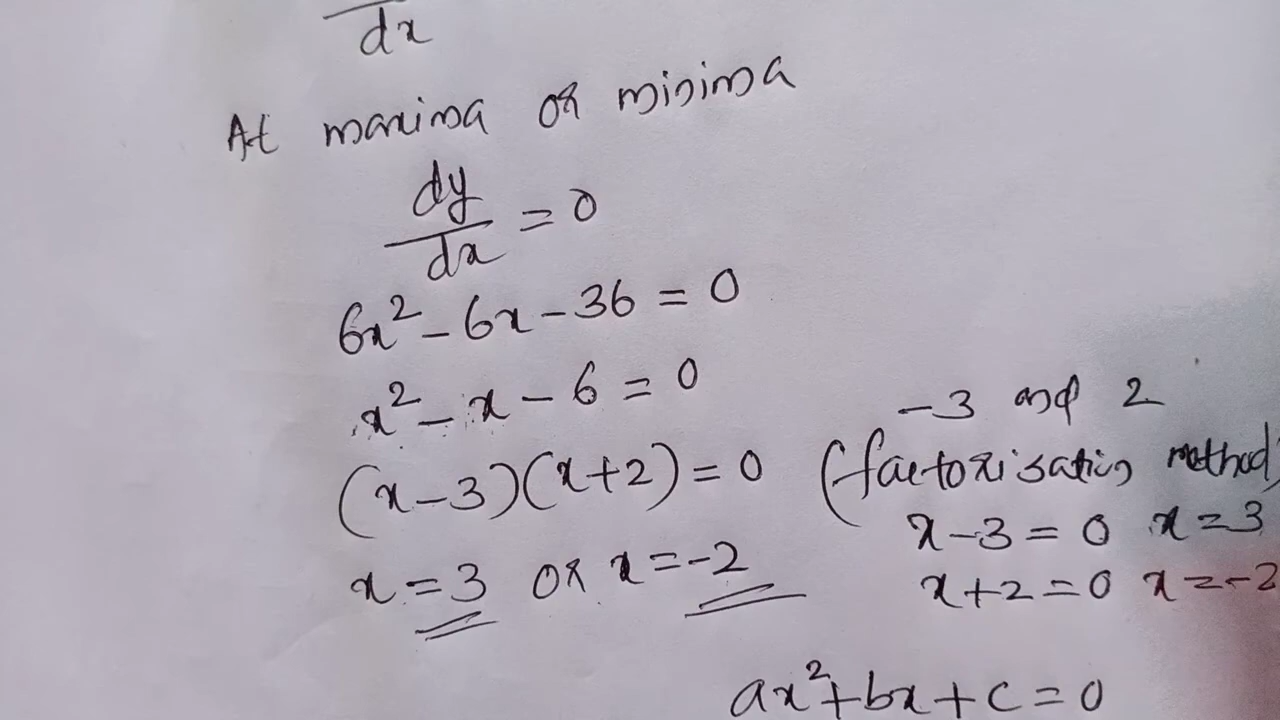 dx
At maxima or minima
dy/dx = 0
6x² - 6x - 36 = 0
x² - x - 6 = 0
-3 and 2
(x-3)(x+2) = 0 (factorisation method)
x-3 = 0 x = 3
x = 3 or x = -2
x+2 = 0 x = -2
ax²+bx+c = 0